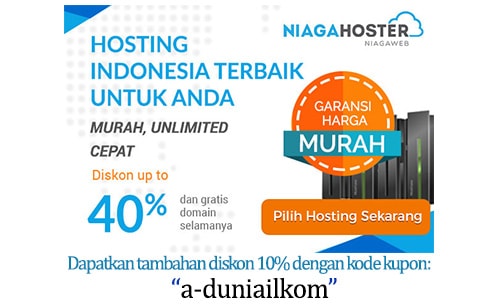 NIAGAHOSTER
NIAGAWEB
HOSTING
INDONESIA TERBAIK
UNTUK ANDA
MURAH, UNLIMITED
CEPAT
Diskon up to
40%
dan gratis
domain
selamanya
GARANSI
HARGA
MURAH
Pilih Hosting Sekarang
Dapatkan tambahan diskon 10% dengan kode kupon:
“a-duniailkom”